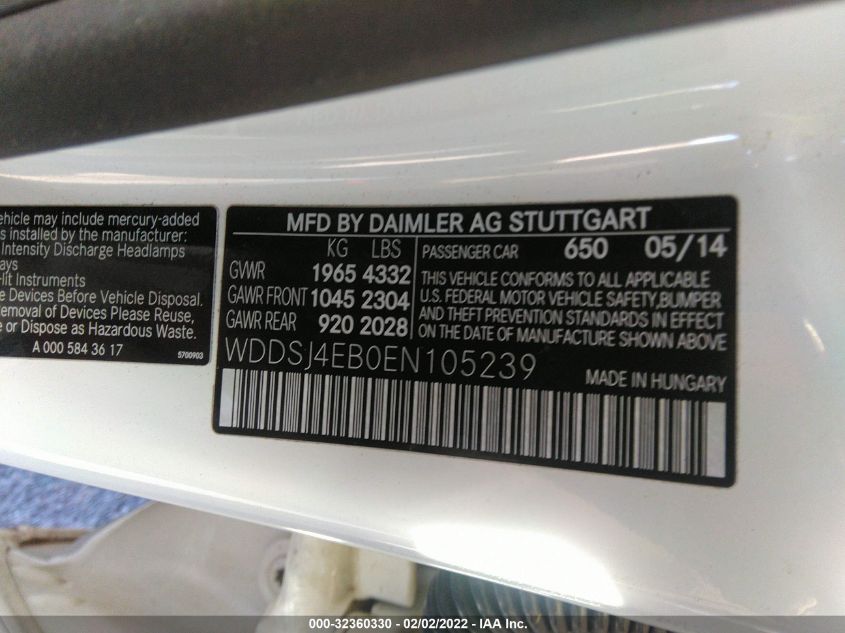 ehicle may include mercury-added
s installed by the manufacturer:
Intensity Discharge Headlamps
ays
-lit Instruments
e Devices Before Vehicle Disposal.
emoval of Devices Please Reuse,
e or Dispose as Hazardous Waste.
A 000 584 36 17
5700903
MFD BY DAIMLER AG STUTTGART
KG LBS
GVWR 1965 4332
GAWR FRONT 1045 2304
GAWR REAR 920 2028
PASSENGER CAR 650 05/14
THIS VEHICLE CONFORMS TO ALL APPLICABLE
U.S. FEDERAL MOTOR VEHICLE SAFETY,BUMPER
AND THEFT PREVENTION STANDARDS IN EFFECT
ON THE DATE OF MANUFACTURE SHOWN ABOVE
WDDSJ4EB0EN105239
MADE IN HUNGARY
000-32360330 - 02/02/2022 - IAA Inc.